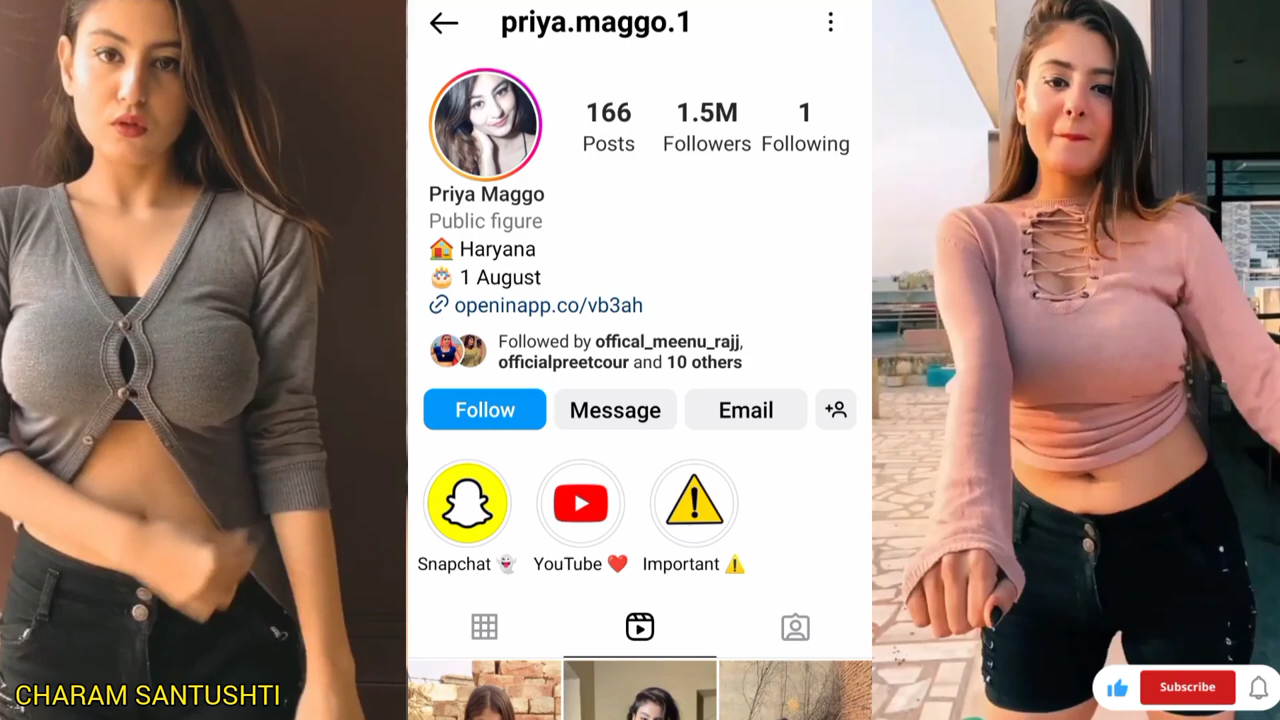 priya.maggo.1
166 1.5M 1
Posts Followers Following
Priya Maggo
Public figure
Haryana
1 August
openinapp.co/vb3ah
Followed by offical_meenu_rajj,
officialpreetcour and 10 others
Follow Message Email
Snapchat YouTube Important
CHARAM SANTUSHTI
Subscribe